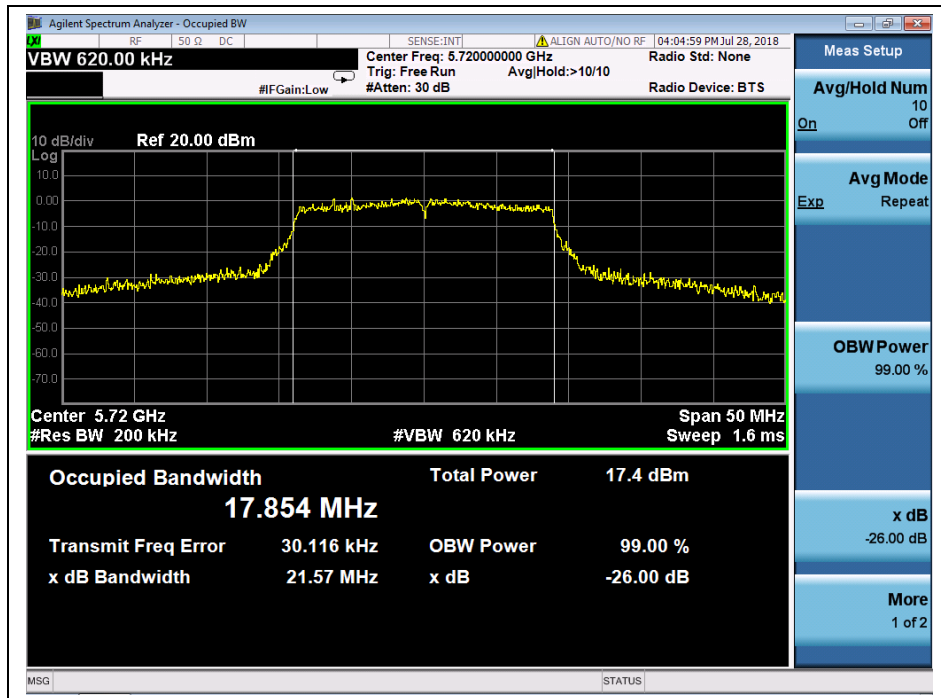 Agilent Spectrum Analyzer - Occupied BW
LXI RF 50 Ω DC SENSE:INT ALIGN AUTO/NO RF 04:04:59 PM Jul 28, 2018
VBW 620.00 kHz
Center Freq: 5.720000000 GHz Radio Std: None
Trig: Free Run Avg|Hold:>10/10
#IFGain:Low #Atten: 30 dB Radio Device: BTS
10 dB/div Ref 20.00 dBm
Log
10.0
0.00
-10.0
-20.0
-30.0
-40.0
-50.0
-60.0
-70.0
Center 5.72 GHz Span 50 MHz
#Res BW 200 kHz #VBW 620 kHz Sweep 1.6 ms
Occupied Bandwidth Total Power 17.4 dBm
17.854 MHz
Transmit Freq Error 30.116 kHz OBW Power 99.00 %
x dB Bandwidth 21.57 MHz x dB -26.00 dB
Meas Setup
Avg/Hold Num
10
On Off
Avg Mode
Exp Repeat
OBW Power
99.00 %
x dB
-26.00 dB
More
1 of 2
MSG STATUS